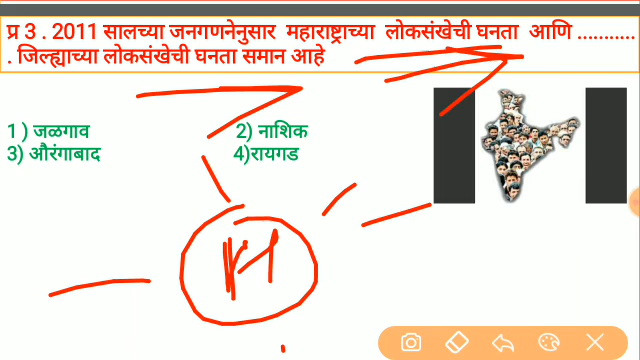 प्र 3 . 2011 सालच्या जनगणनेनुसार महाराष्ट्राच्या लोकसंखेची घनता आणि ...........
. जिल्ह्याच्या लोकसंखेची घनता समान आहे
1 ) जळगाव 2) नाशिक
3) औरंगाबाद 4)रायगड